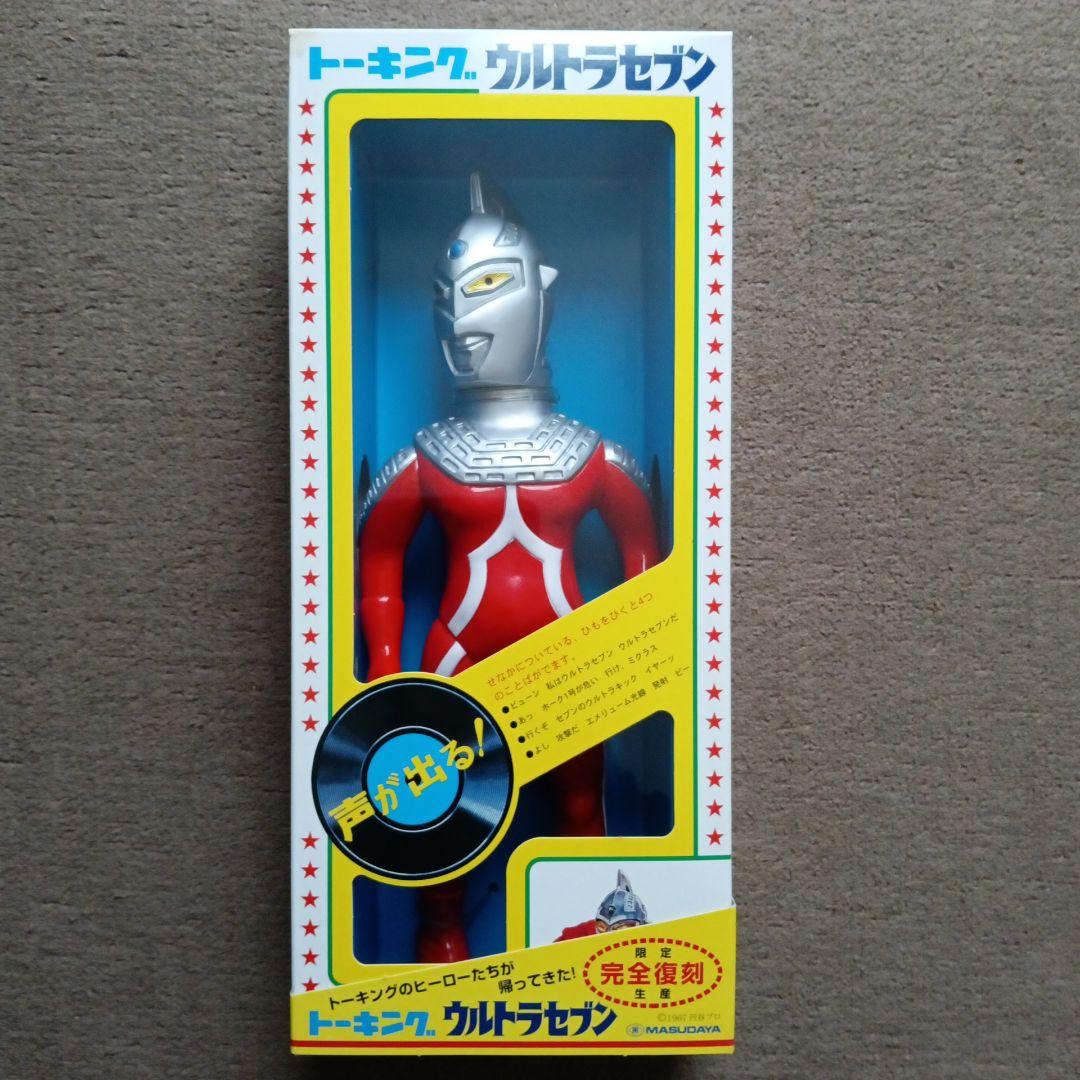 トーキング ウルトラセブン
せなかについている、ひもをひくと4つ
のことばがでます。
●ビューン 私はウルトラセブン ウルトラセブンだ
●あっ ホーク1号が危い 行け、ミクラス
●行くぞ セブンのウルトラキック イヤーッ
●よし 攻撃だ エメリューム光線 発射 ビー
声が出る!
トーキングのヒーローたちが
帰ってきた!
限定
完全復刻
生産
©1967 円谷プロ
トーキング ウルトラセブン
MASUDAYA